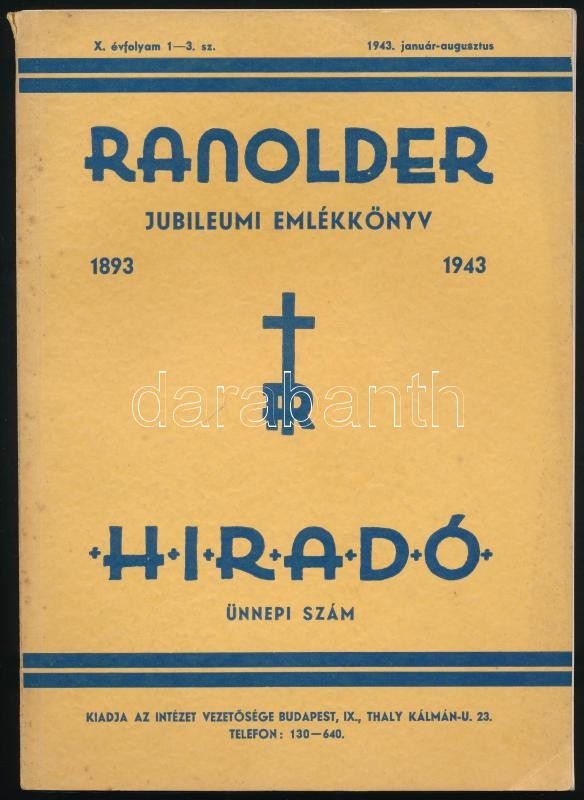 X. évfolyam 1—3. sz. 1943. január-augusztus
RANOLDER
JUBILEUMI EMLÉKKÖNYV
1893 1943
R
darabanth
·H·I·R·A·D·Ó·
ÜNNEPI SZÁM
KIADJA AZ INTÉZET VEZETŐSÉGE BUDAPEST, IX., THALY KÁLMÁN-U. 23.
TELEFON: 130—640.